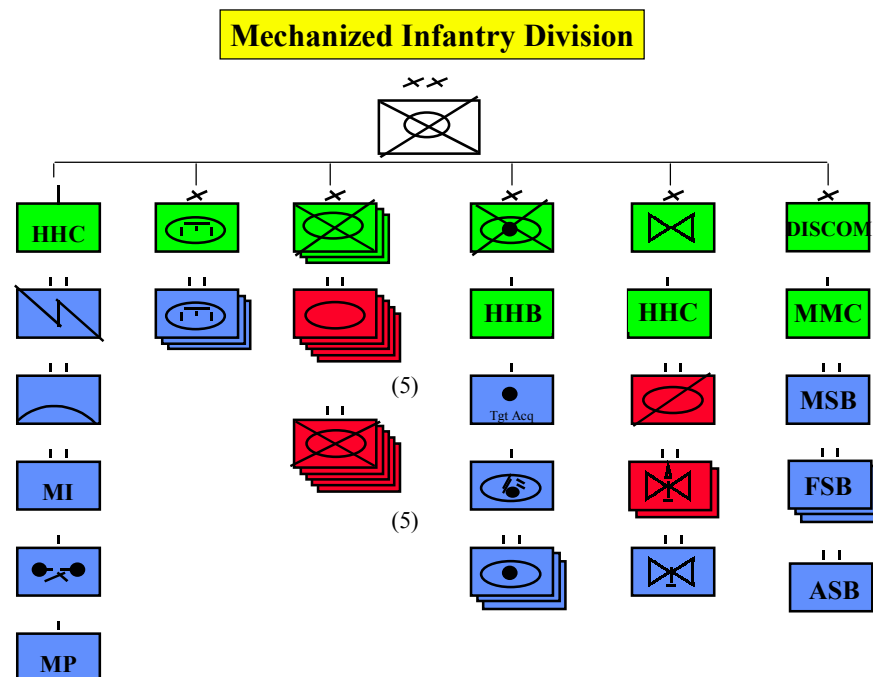 Mechanized Infantry Division
HHC
DISCOM
HHB
HHC
MMC
(5)
Tgt Acq
MSB
MI
FSB
(5)
ASB
MP